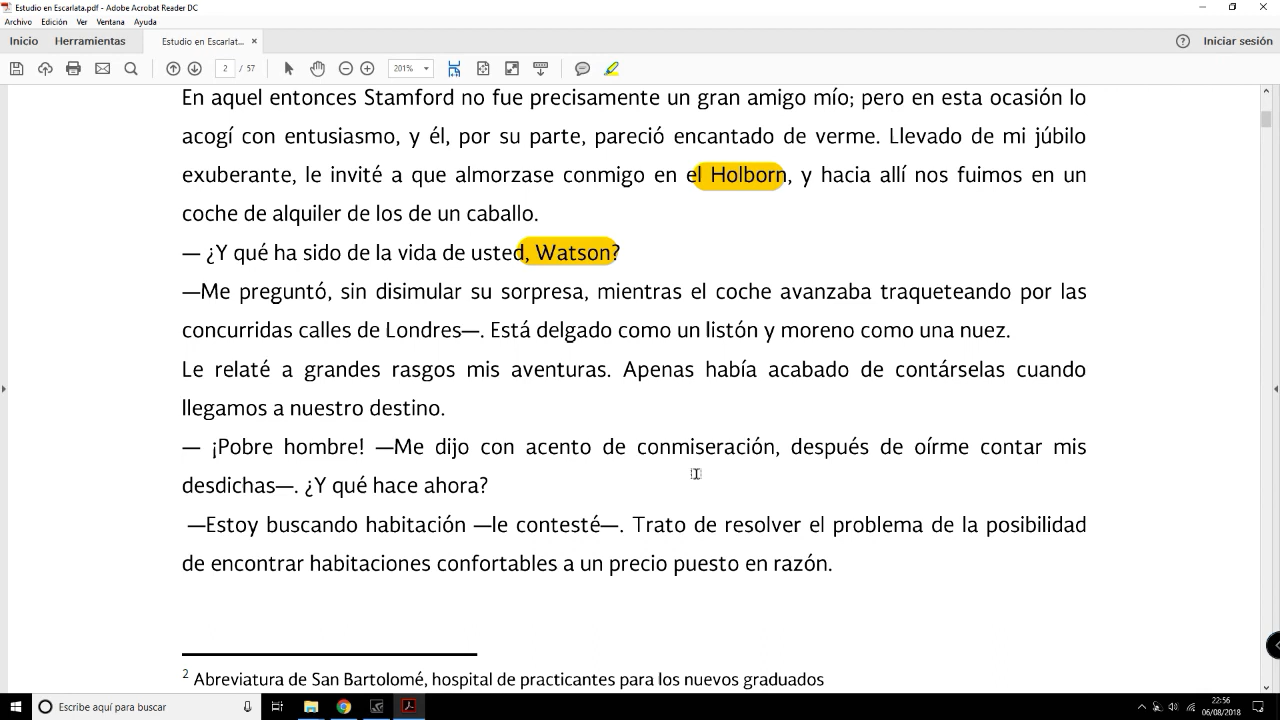 Estudio en Escarlata.pdf - Adobe Acrobat Reader DC
Archivo Edición Ver Ventana Ayuda
Inicio Herramientas Estudio en Escarlat... × Iniciar sesión
2 / 57 201%
En aquel entonces Stamford no fue precisamente un gran amigo mío; pero en esta ocasión lo
acogí con entusiasmo, y él, por su parte, pareció encantado de verme. Llevado de mi júbilo
exuberante, le invité a que almorzase conmigo en el Holborn, y hacia allí nos fuimos en un
coche de alquiler de los de un caballo.
— ¿Y qué ha sido de la vida de usted, Watson?
—Me preguntó, sin disimular su sorpresa, mientras el coche avanzaba traqueteando por las
concurridas calles de Londres—. Está delgado como un listón y moreno como una nuez.
Le relaté a grandes rasgos mis aventuras. Apenas había acabado de contárselas cuando
llegamos a nuestro destino.
— ¡Pobre hombre! —Me dijo con acento de conmiseración, después de oírme contar mis
desdichas—. ¿Y qué hace ahora?
—Estoy buscando habitación —le contesté—. Trato de resolver el problema de la posibilidad
de encontrar habitaciones confortables a un precio puesto en razón.
2 Abreviatura de San Bartolomé, hospital de practicantes para los nuevos graduados
Escribe aquí para buscar
22:56
06/08/2018